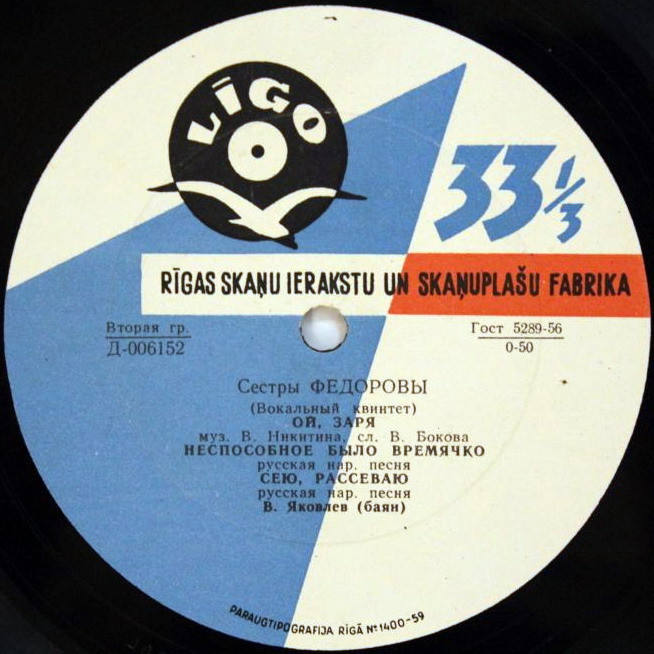 LĪGO
33 1/3
RĪGAS SKAŅU IERAKSTU UN SKAŅUPLAŠU FABRIKA
Вторая гр.
Д-006152
Гост 5289-56
0-50
Сестры ФЕДОРОВЫ
(Вокальный квинтет)
ОЙ, ЗАРЯ
муз. В. Никитина, сл. В. Бокова
НЕСПОСОБНОЕ БЫЛО ВРЕМЯЧКО
русская нар. песня
СЕЮ, РАССЕВАЮ
русская нар. песня
В. Яковлев (баян)
PARAUGTIPOGRAFIJA RĪGĀ № 1400-59